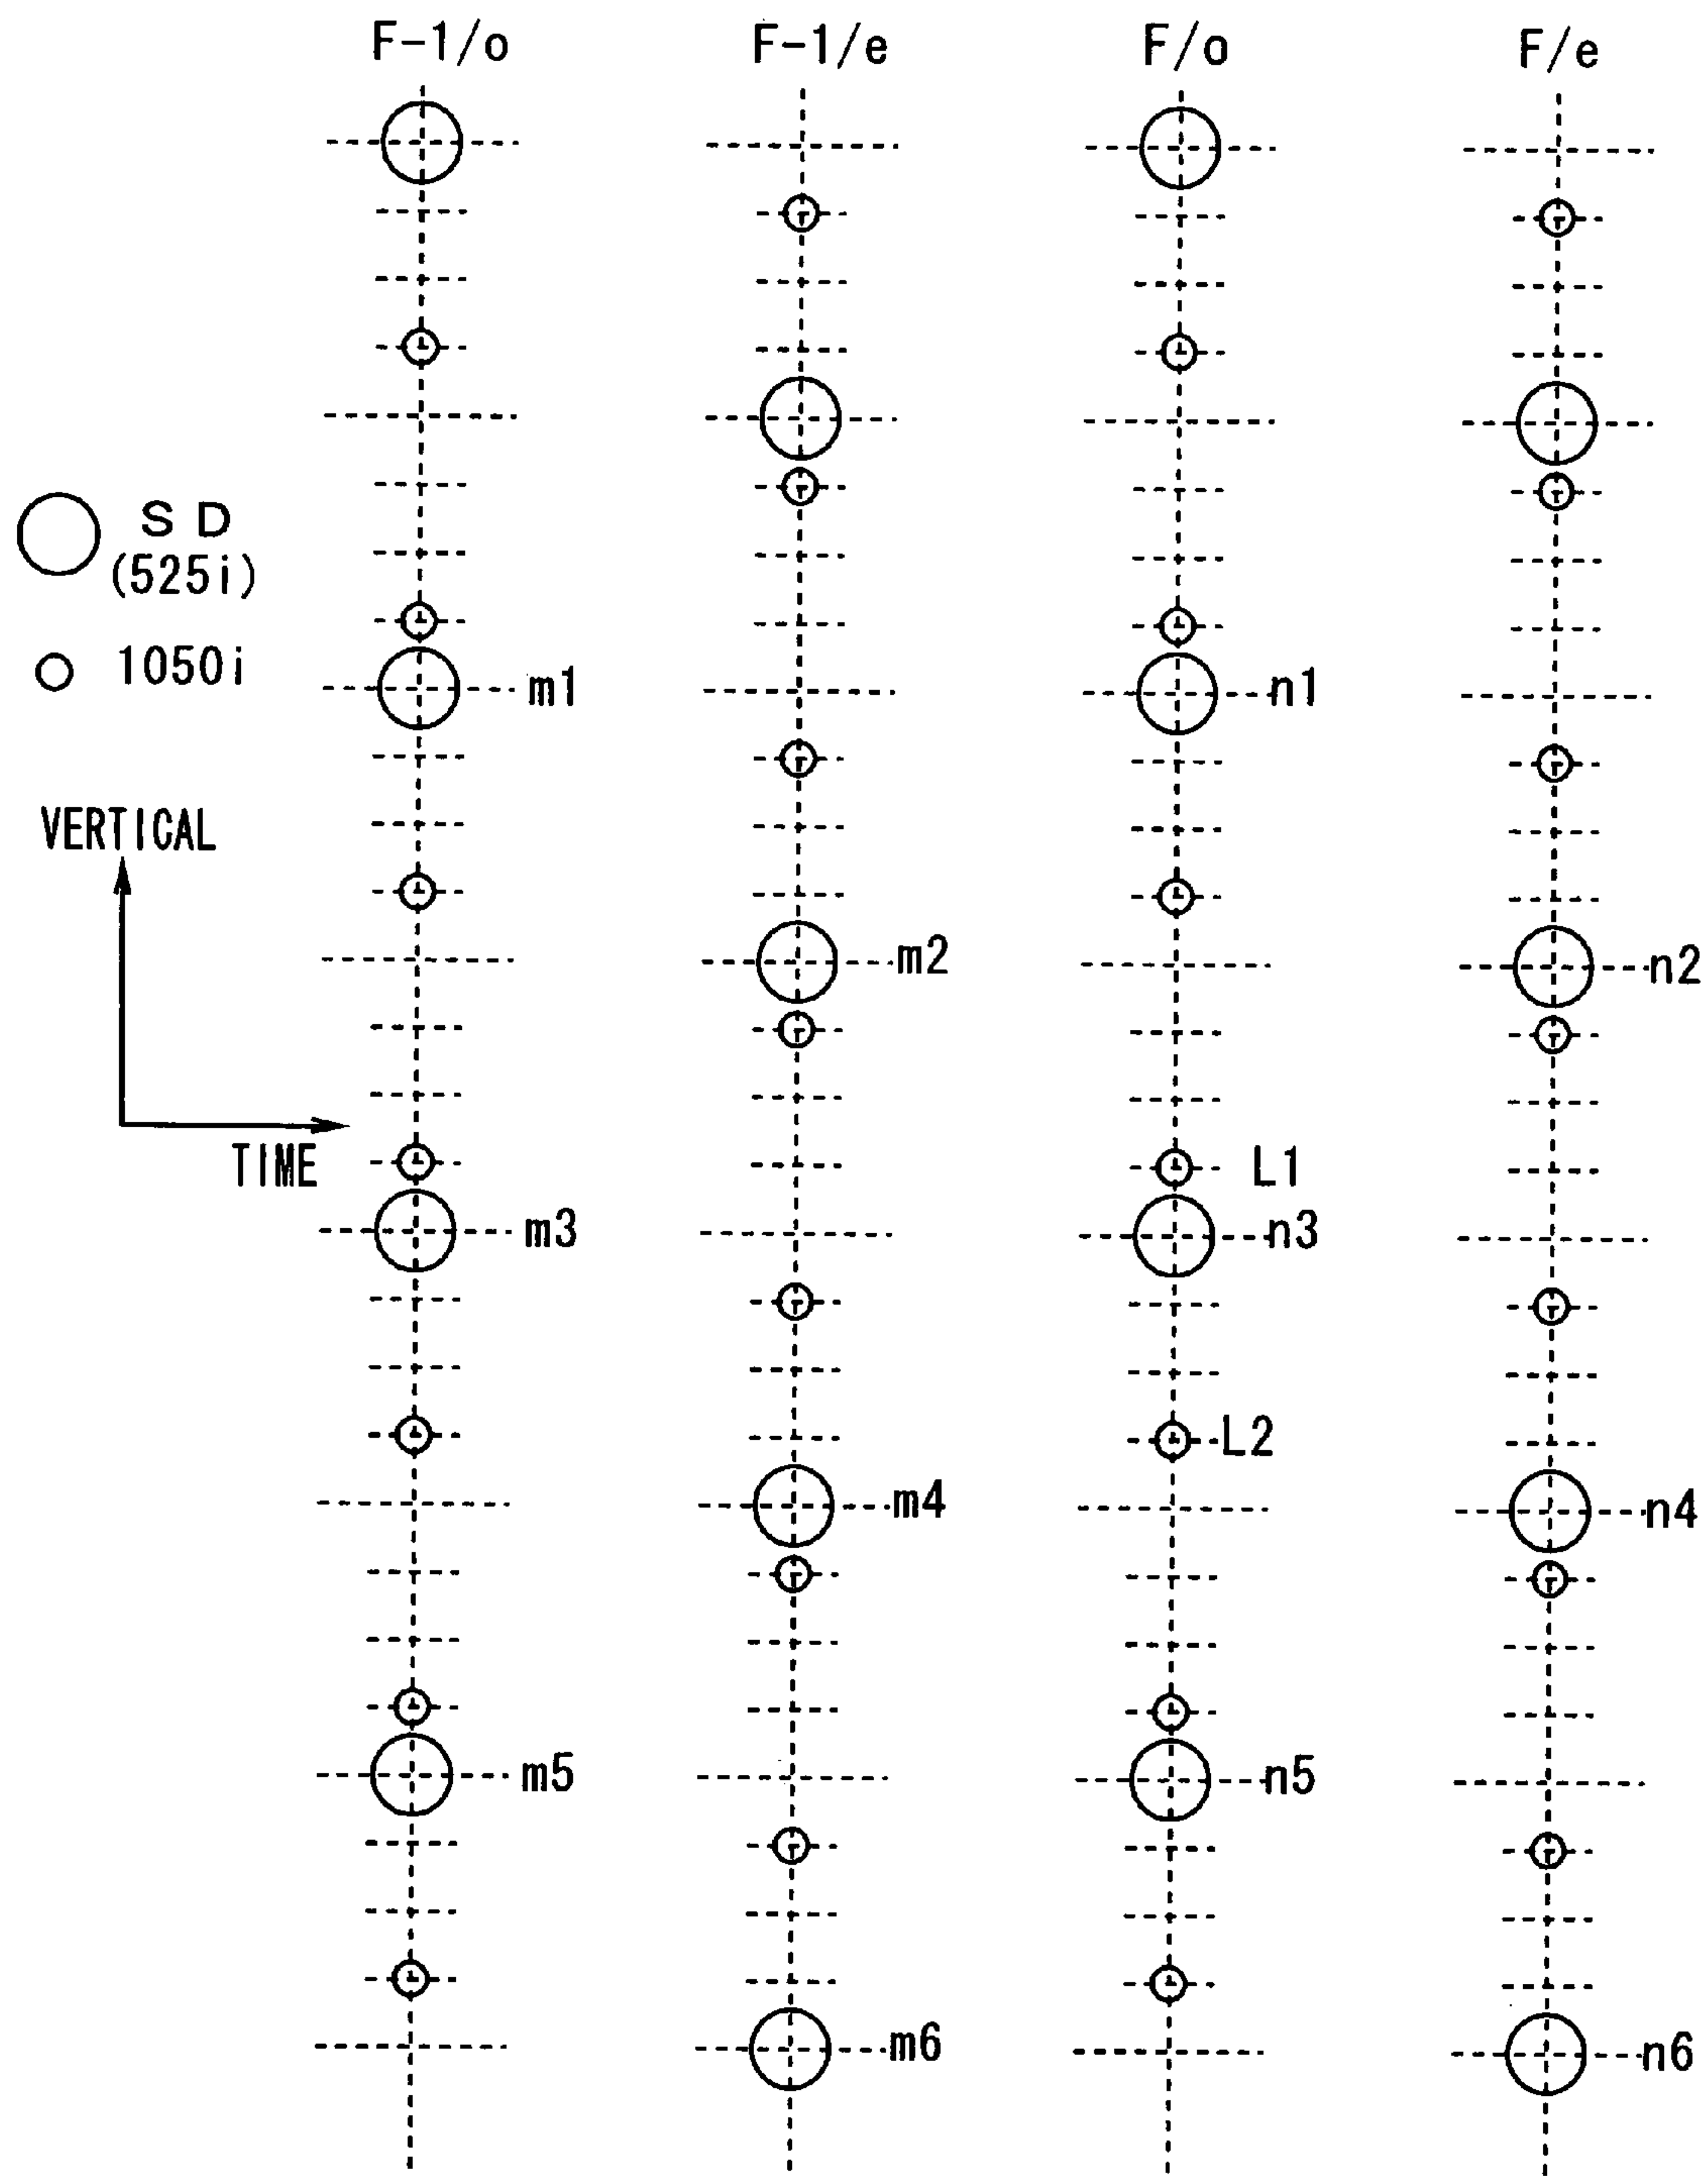 F-1/o
F-1/e
F/o
F/e
SD
(525i)
1050i
m1
n1
VERTICAL
m2
n2
TIME
L1
m3
n3
L2
m4
n4
m5
n5
m6
n6